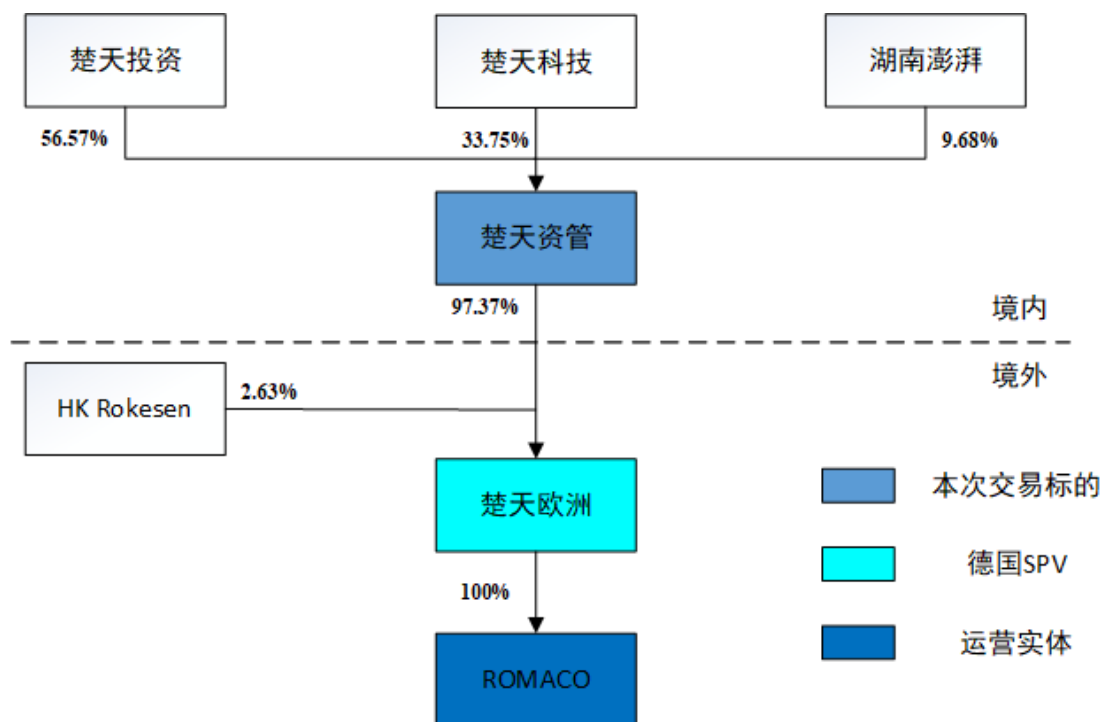 楚天投资
楚天科技
湖南澎湃
56.57%
33.75%
9.68%
楚天资管
97.37%
境内
境外
HK Rokesen
2.63%
楚天欧洲
本次交易标的
德国SPV
100%
运营实体
ROMACO